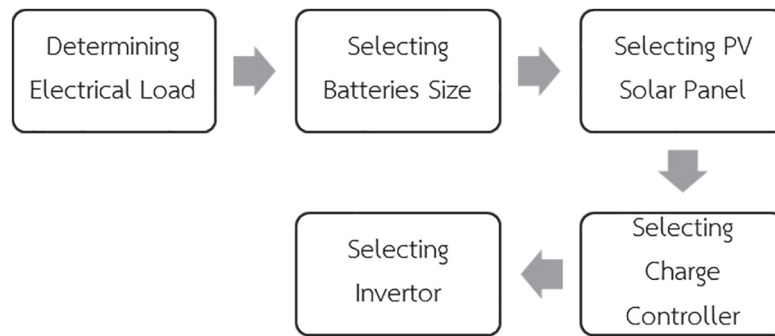 Determining
Electrical Load
Selecting
Batteries Size
Selecting PV
Solar Panel
Selecting
Charge
Controller
Selecting
Invertor